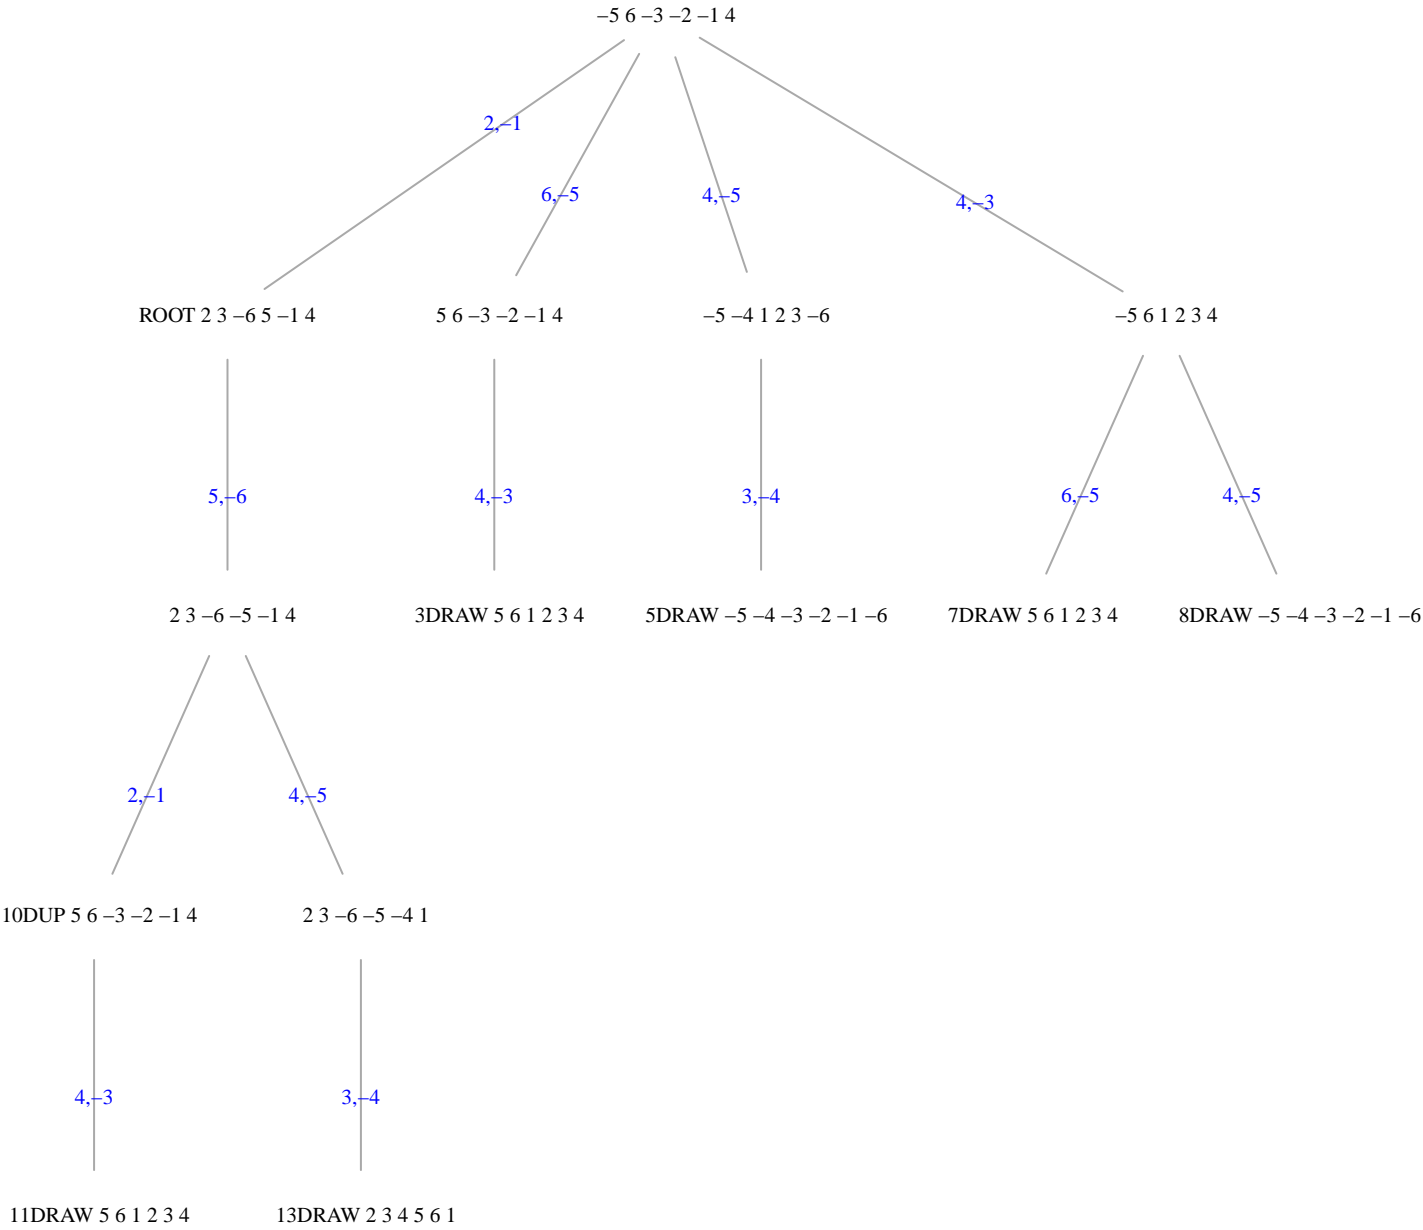 –5 6 –3 –2 –1 4
2,–1
6,–5
4,–5
4,–3
ROOT 2 3 –6 5 –1 4
5 6 –3 –2 –1 4
–5 –4 1 2 3 –6
–5 6 1 2 3 4
5,–6
4,–3
3,–4
6,–5
4,–5
2 3 –6 –5 –1 4
3DRAW 5 6 1 2 3 4
5DRAW –5 –4 –3 –2 –1 –6
7DRAW 5 6 1 2 3 4
8DRAW –5 –4 –3 –2 –1 –6
2,–1
4,–5
10DUP 5 6 –3 –2 –1 4
2 3 –6 –5 –4 1
4,–3
3,–4
11DRAW 5 6 1 2 3 4
13DRAW 2 3 4 5 6 1